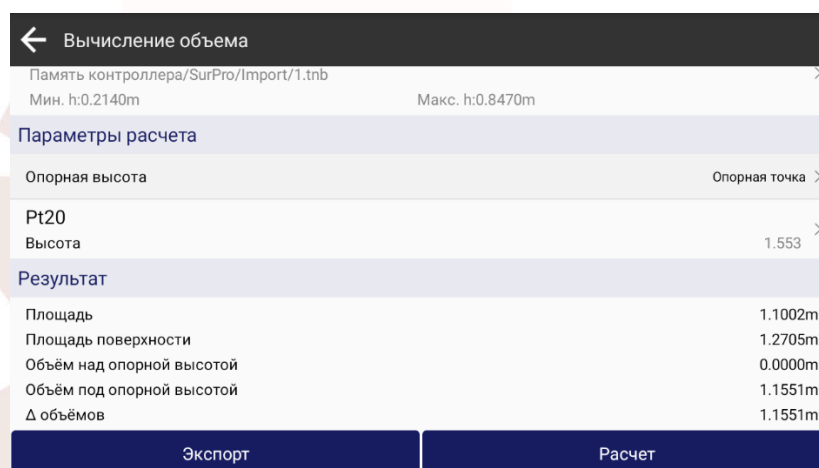 Вычисление объема
Память контроллера/SurPro/Import/1.tnb
Мин. h:0.2140m Макс. h:0.8470m
Параметры расчета
Опорная высота Опорная точка
Pt20
Высота 1.553
Результат
Площадь 1.1002m
Площадь поверхности 1.2705m
Объём над опорной высотой 0.0000m
Объём под опорной высотой 1.1551m
Δ объёмов 1.1551m
Экспорт Расчет